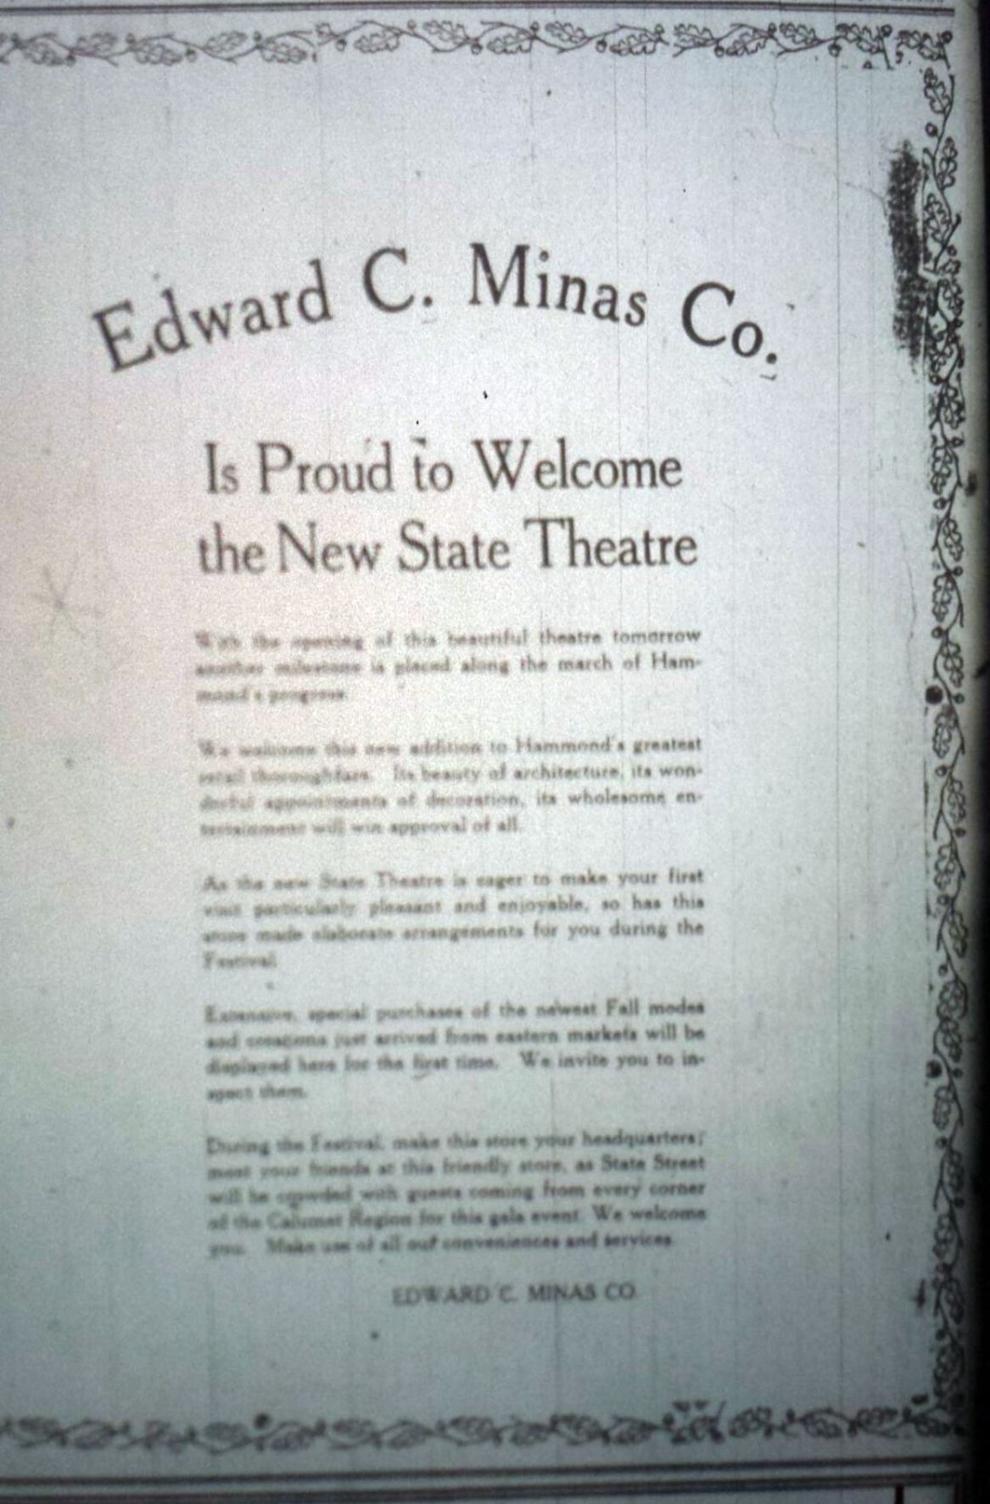 Edward C. Minas Co.
Is Proud to Welcome
the New State Theatre
With the opening of this beautiful theatre tomorrow
another milestone is placed along the march of Ham-
mond's progress.
We welcome this new addition to Hammond's greatest
retail thoroughfare. Its beauty of architecture, its won-
derful appointments of decoration, its wholesome en-
tertainment will win approval of all.
As the new State Theatre is eager to make your first
visit particularly pleasant and enjoyable, so has this
store made elaborate arrangements for you during the
Festival.
Extensive, special purchases of the newest Fall modes
and creations just arrived from eastern markets will be
displayed here for the first time. We invite you to in-
spect them.
During the Festival, make this store your headquarters;
meet your friends at this friendly store, as State Street
will be crowded with guests coming from every corner
of the Calumet Region for this gala event. We welcome
you. Make use of all our conveniences and services.
EDWARD C. MINAS CO.